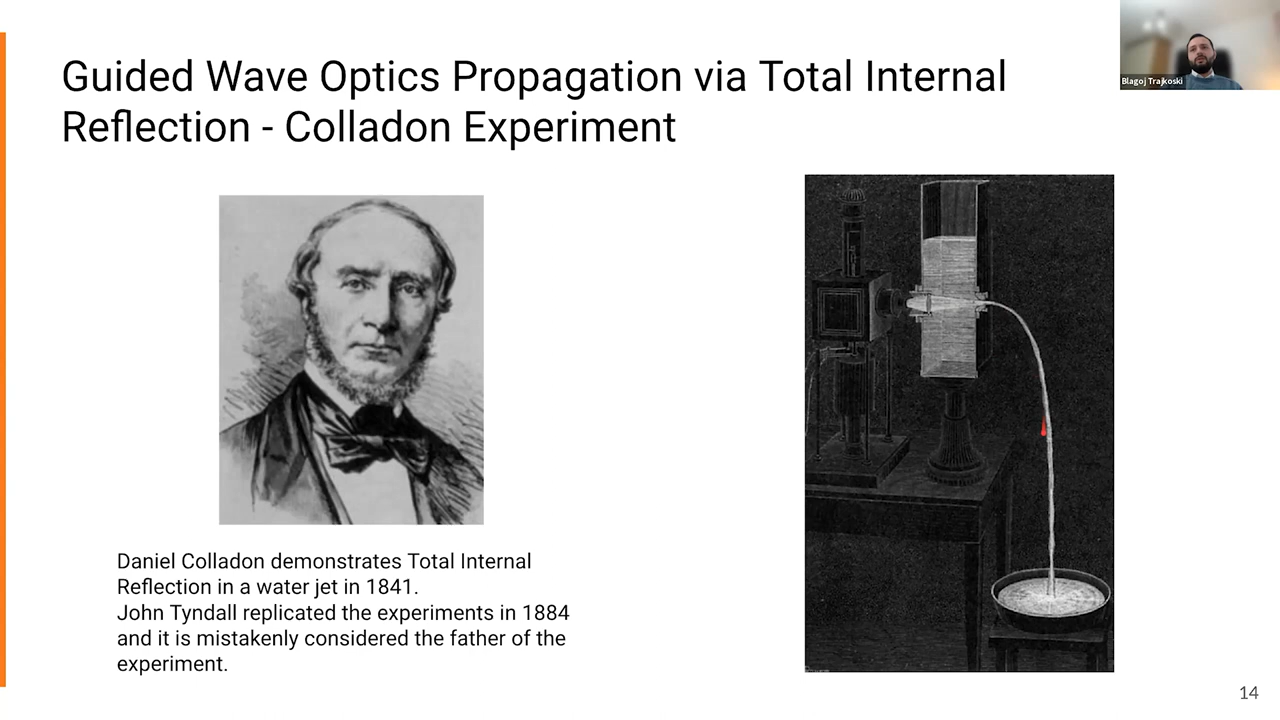 Guided Wave Optics Propagation via Total Internal
Reflection - Colladon Experiment
Blagoj Trajkoski
Daniel Colladon demonstrates Total Internal
Reflection in a water jet in 1841.
John Tyndall replicated the experiments in 1884
and it is mistakenly considered the father of the
experiment.
14